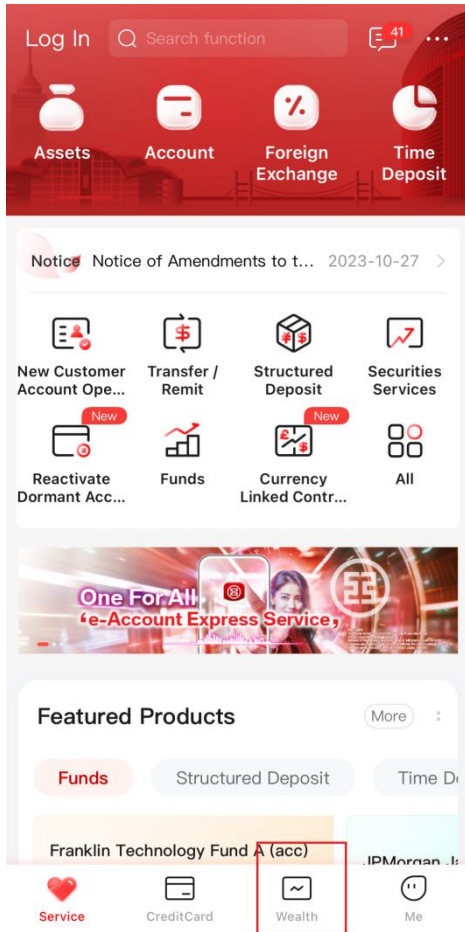 Log In
Search function
41
Assets
Account
Foreign
Exchange
Time
Deposit
Notice
Notice of Amendments to t...
2023-10-27
New Customer
Account Ope...
Transfer /
Remit
Structured
Deposit
Securities
Services
New
Reactivate
Dormant Acc...
Funds
New
Currency
Linked Contr...
All
One For All
'e-Account Express Service,
Featured Products
More
Funds
Structured Deposit
Time D
Franklin Technology Fund A (acc)
JPMorgan Ja
Service
CreditCard
Wealth
Me